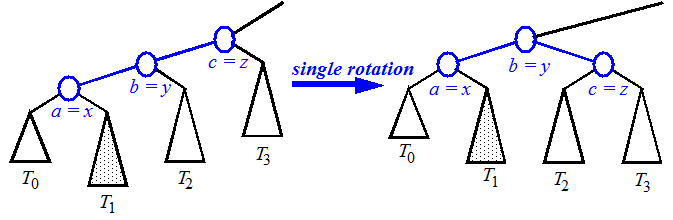 c = z
single rotation
b = y
b = y
a = x
a = x
c = z
T0
T1
T2
T3
T0
T1
T2
T3